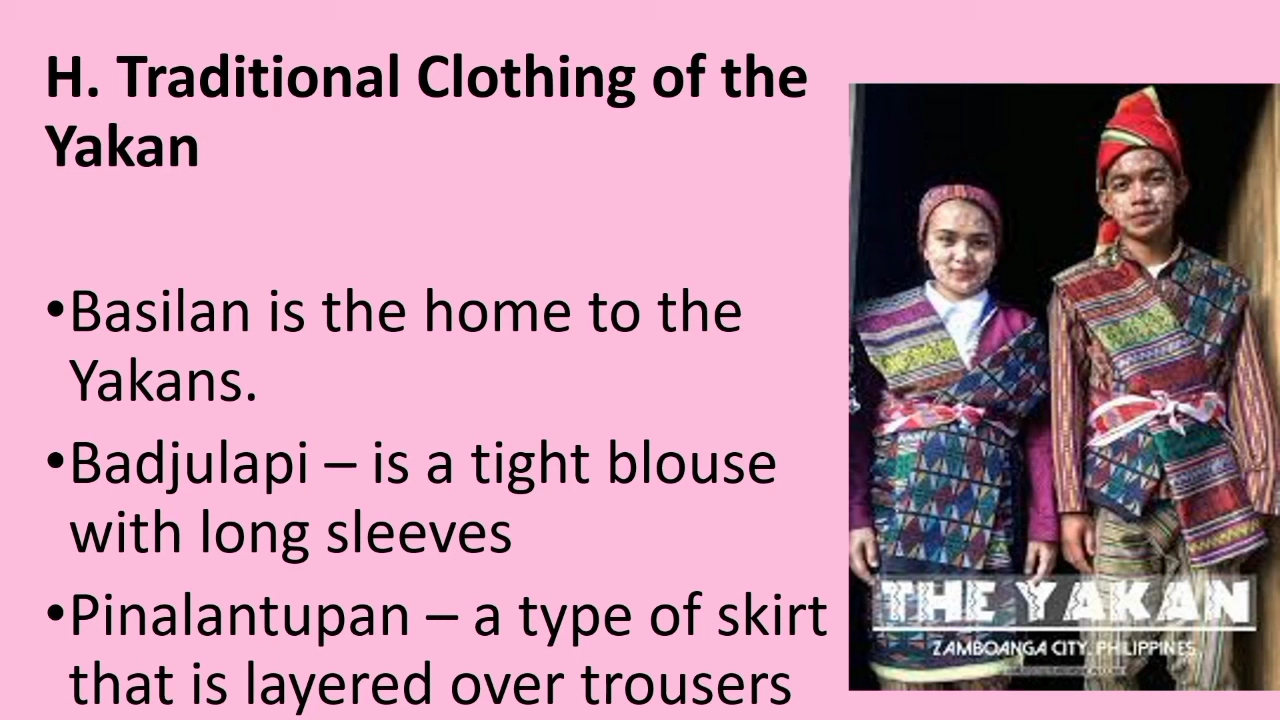 H. Traditional Clothing of the
Yakan
•Basilan is the home to the
Yakans.
•Badjulapi – is a tight blouse
with long sleeves
•Pinalantupan – a type of skirt
that is layered over trousers
THE YAKAN
ZAMBOANGA CITY, PHILIPPINES